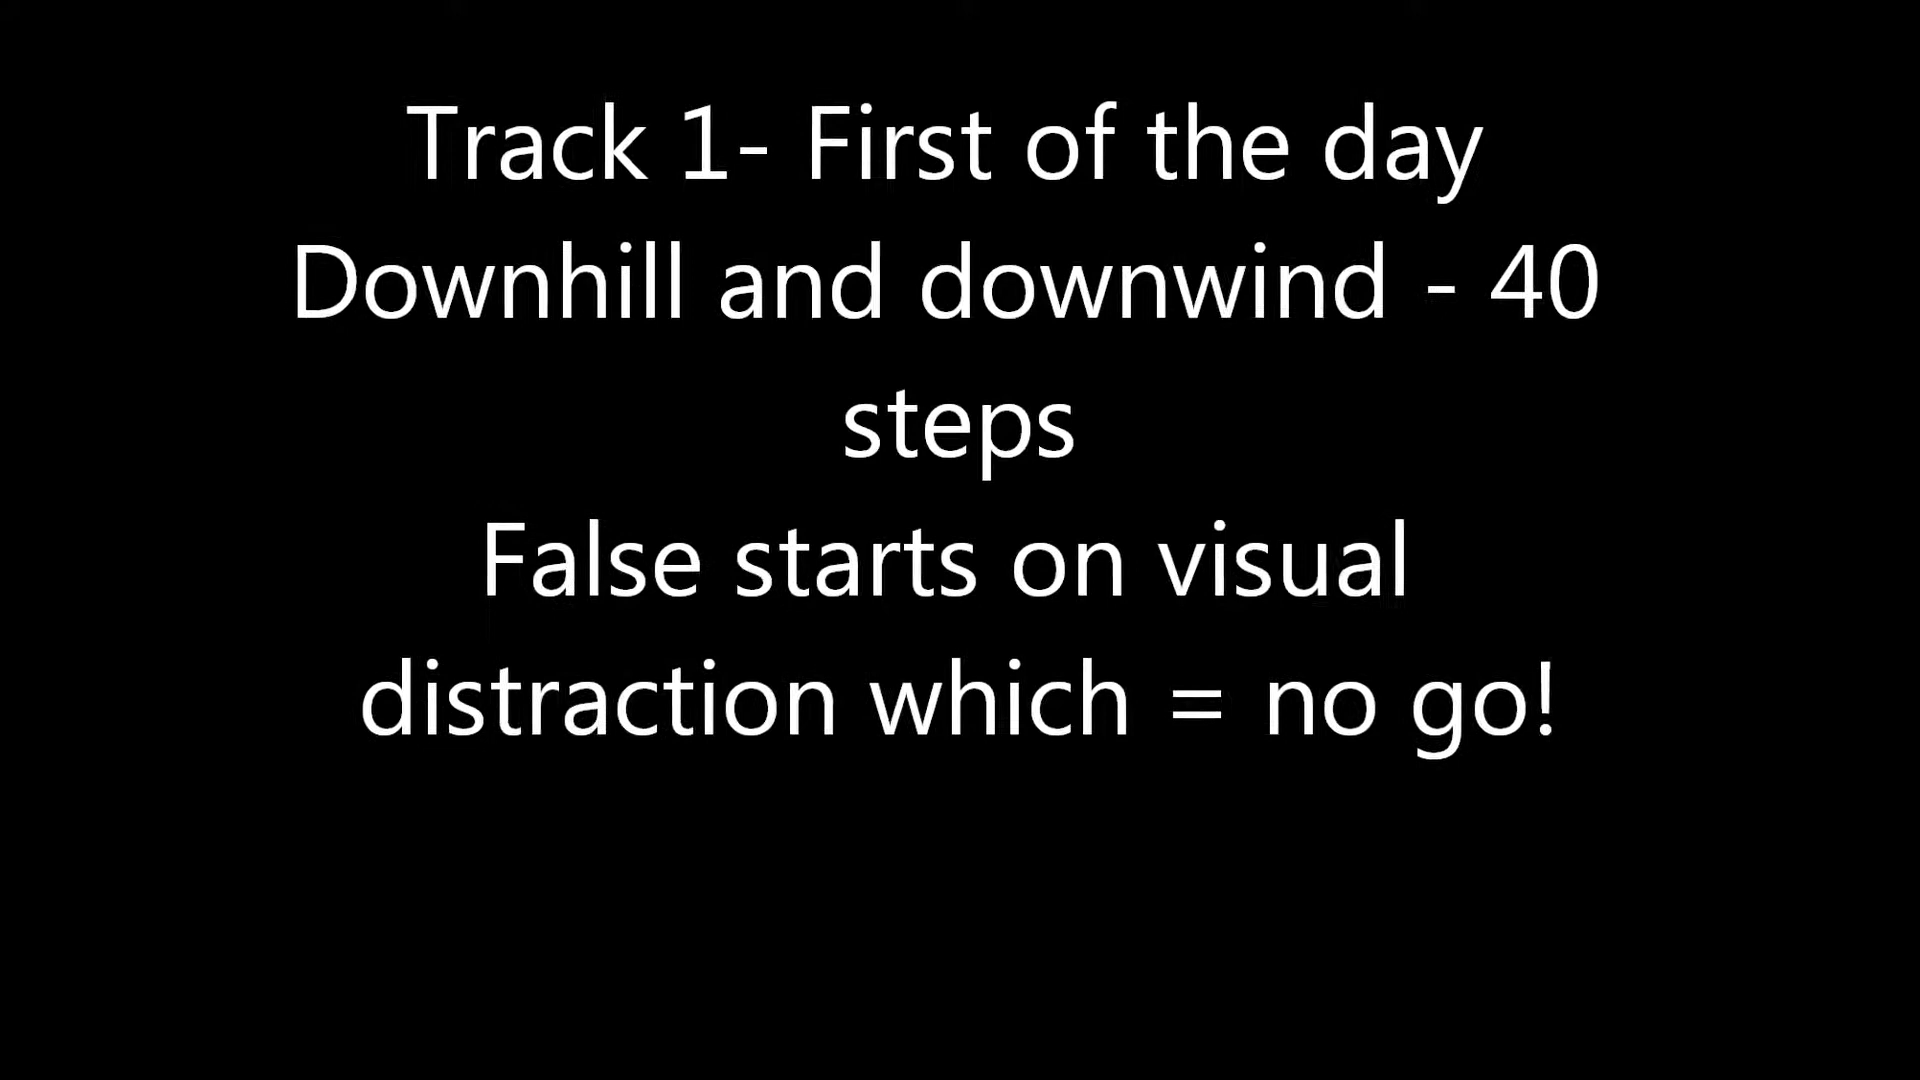 Track 1- First of the day
Downhill and downwind - 40
steps
False starts on visual
distraction which = no go!